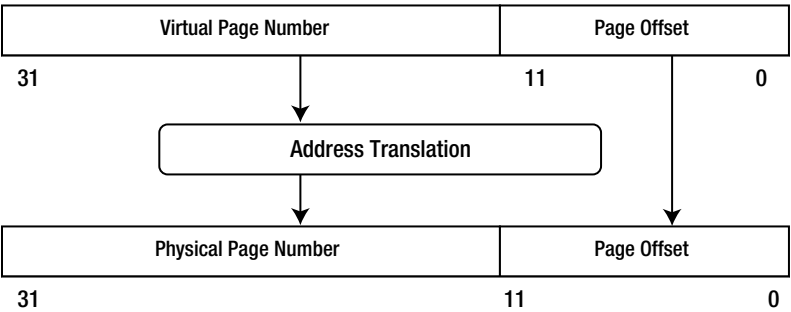 Virtual Page Number Page Offset
31 11 0
Address Translation
Physical Page Number Page Offset
31 11 0